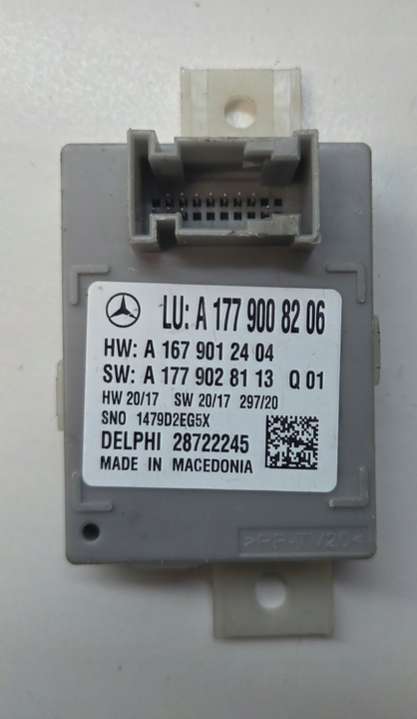 LU: A 177 900 82 06
HW: A 167 901 24 04
SW: A 177 902 81 13 Q 01
HW 20/17 SW 20/17 297/20
SNO 1479D2EG5X
DELPHI 28722245
MADE IN MACEDONIA